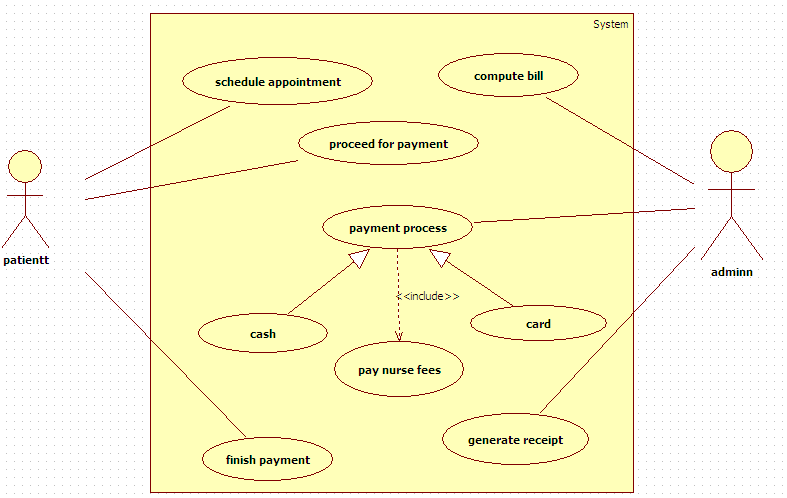 System
schedule appointment
compute bill
proceed for payment
payment process
patientt
adminn
<<include>>
cash
card
pay nurse fees
generate receipt
finish payment